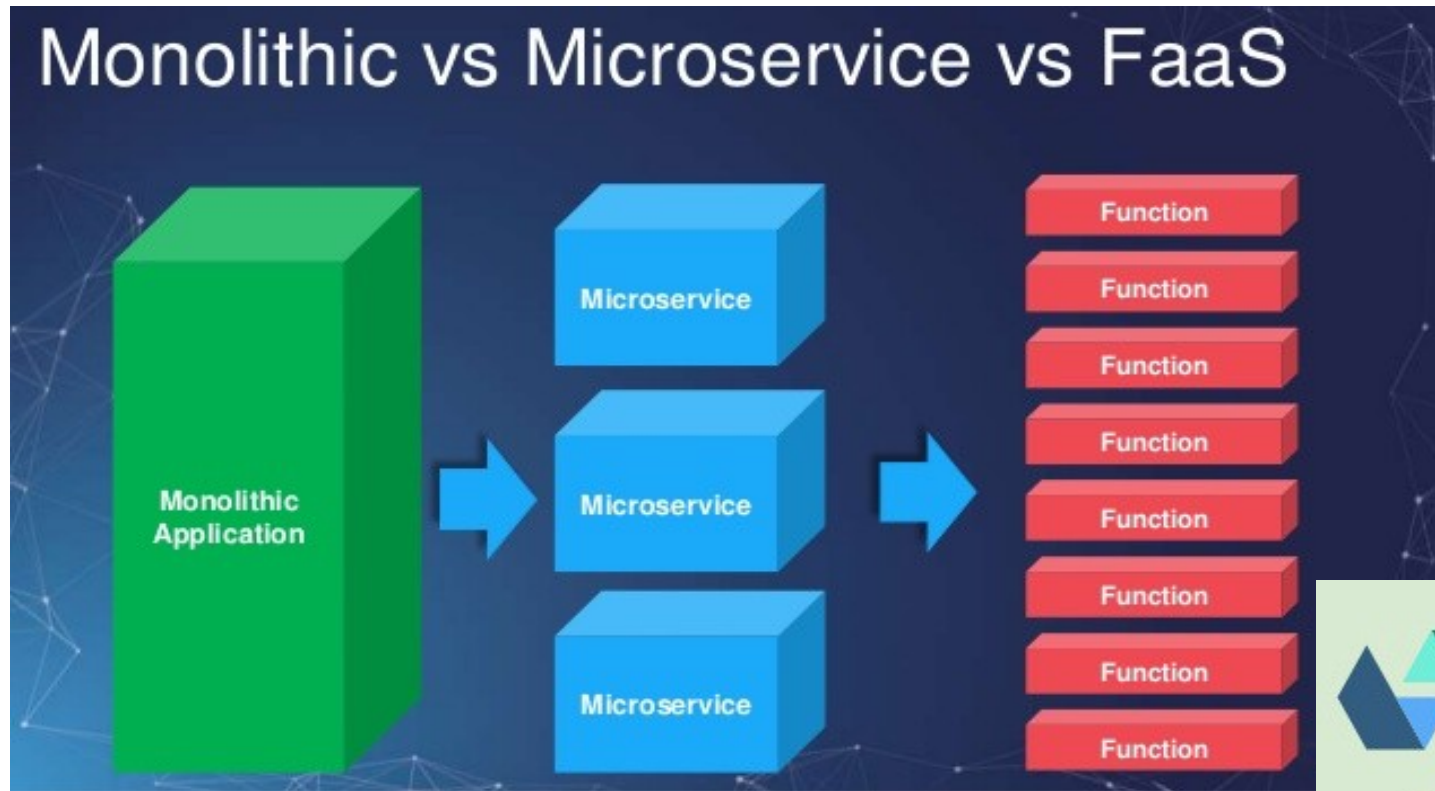 Monolithic vs Microservice vs FaaS
Monolithic
Application
Microservice
Microservice
Microservice
Function
Function
Function
Function
Function
Function
Function
Function